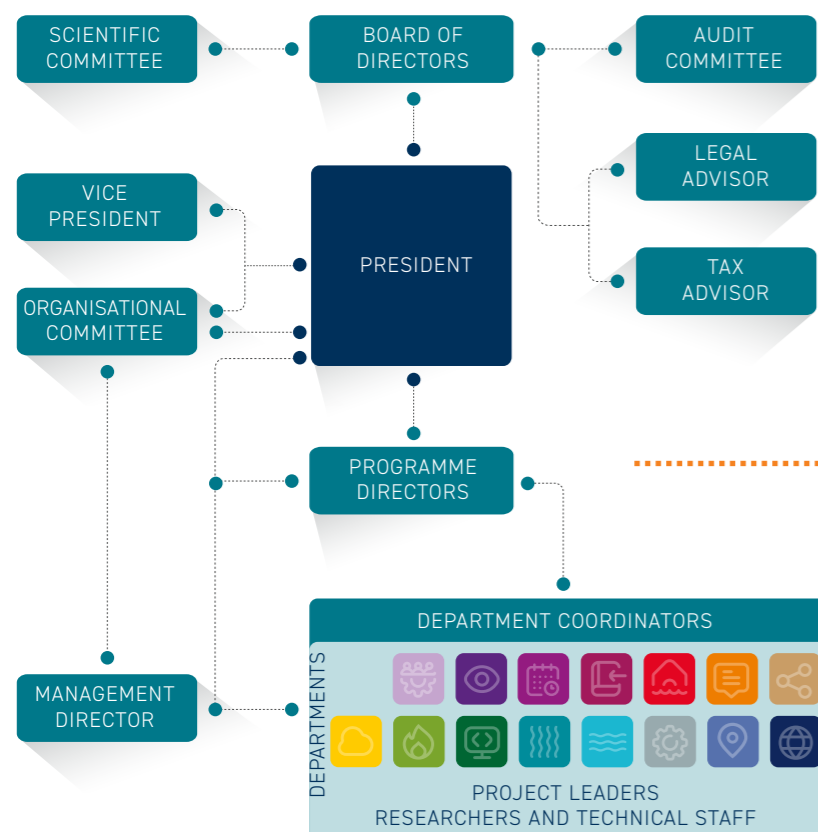 SCIENTIFIC
COMMITTEE
BOARD OF
DIRECTORS
AUDIT
COMMITTEE
LEGAL
ADVISOR
VICE
PRESIDENT
PRESIDENT
TAX
ADVISOR
ORGANISATIONAL
COMMITTEE
PROGRAMME
DIRECTORS
DEPARTMENT COORDINATORS
DEPARTMENTS
MANAGEMENT
DIRECTOR
PROJECT LEADERS
RESEARCHERS AND TECHNICAL STAFF